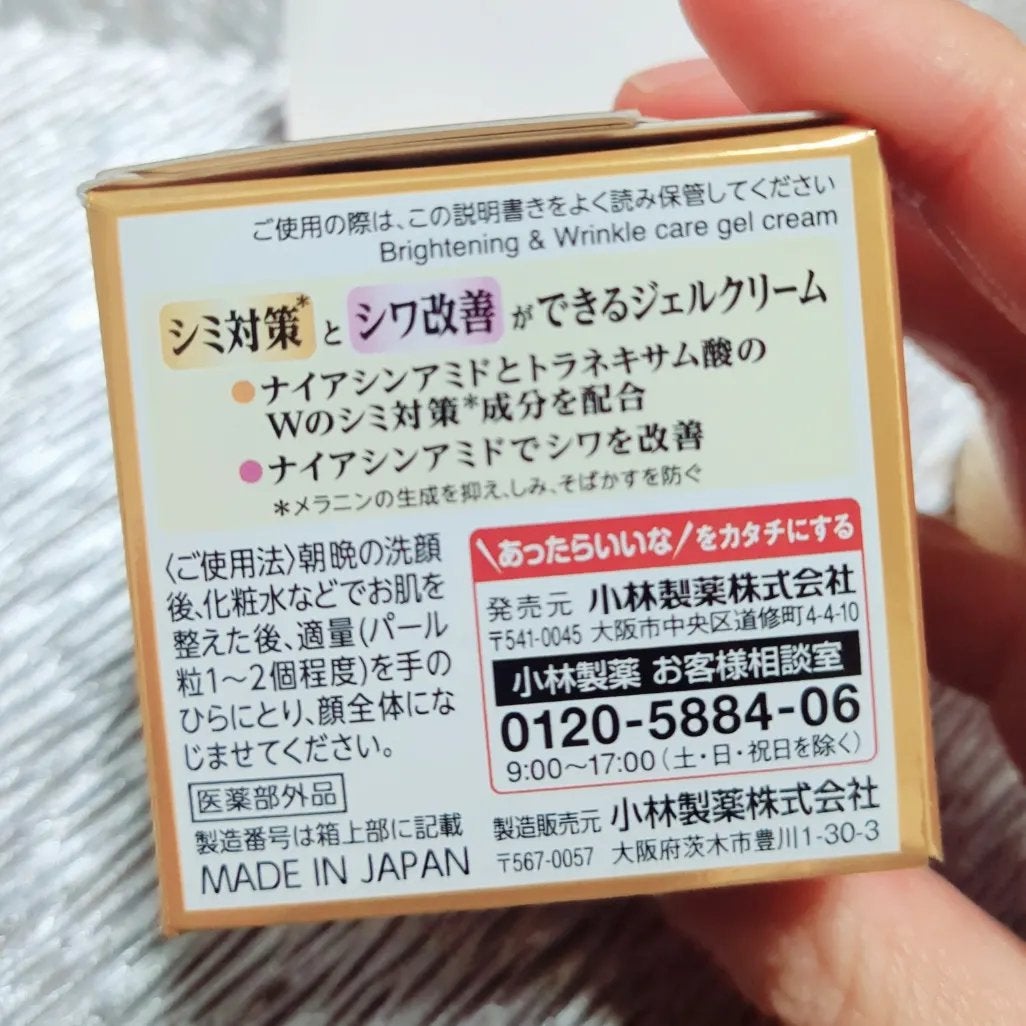 ご使用の際は、この説明書きをよく読み保管してください
Brightening & Wrinkle care gel cream
シミ対策*とシワ改善ができるジェルクリーム
●ナイアシンアミドとトラネキサム酸の
Wのシミ対策*成分を配合
●ナイアシンアミドでシワを改善
*メラニンの生成を抑え、しみ、そばかすを防ぐ
〈ご使用法〉朝晩の洗顔
後、化粧水などでお肌を
整えた後、適量(パール
粒1～2個程度)を手の
ひらにとり、顔全体にな
じませてください。
医薬部外品
製造番号は箱上部に記載
MADE IN JAPAN
\あったらいいな/をカタチにする
発売元 小林製薬株式会社
〒541-0045 大阪市中央区道修町4-4-10
小林製薬 お客様相談室
0120-5884-06
9:00～17:00(土・日・祝日を除く)
製造販売元 小林製薬株式会社
〒567-0057 大阪府茨木市豊川1-30-3